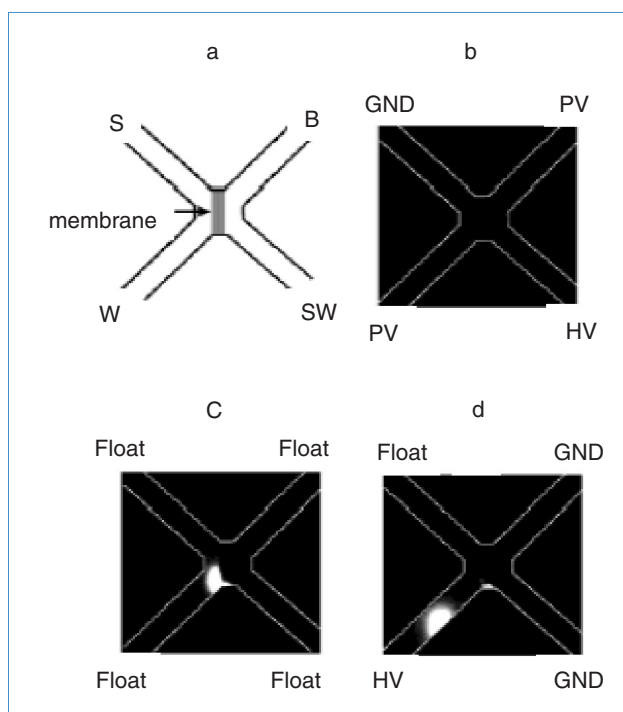 a
b
S
B
membrane
W
SW
GND
PV
PV
HV
C
d
Float
Float
Float
Float
Float
GND
HV
GND